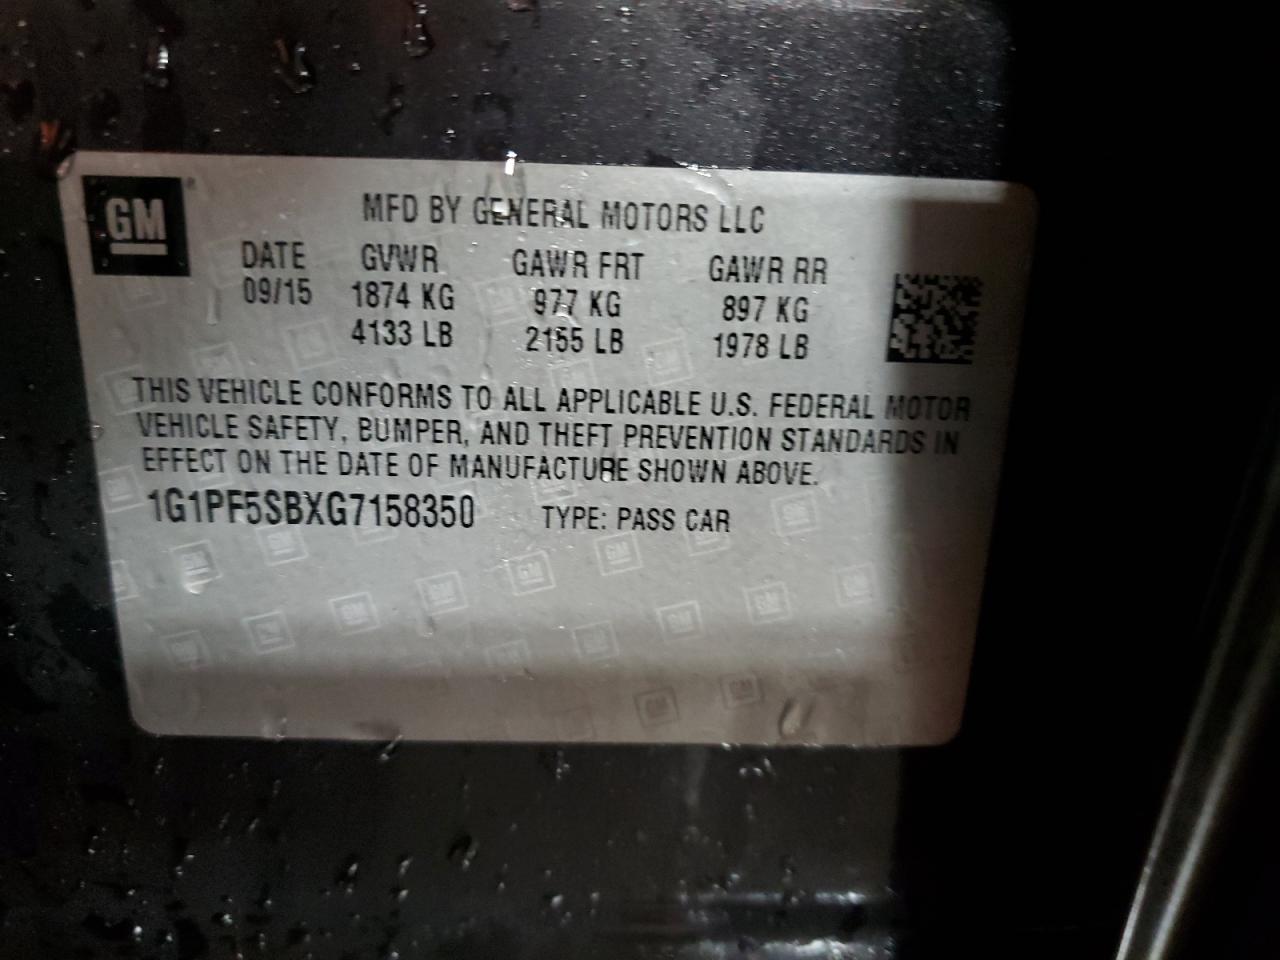 GM
MFD BY GENERAL MOTORS LLC
DATE GVWR GAWR FRT GAWR RR
09/15 1874 KG 977 KG 897 KG
4133 LB 2155 LB 1978 LB
THIS VEHICLE CONFORMS TO ALL APPLICABLE U.S. FEDERAL MOTOR
VEHICLE SAFETY, BUMPER, AND THEFT PREVENTION STANDARDS IN
EFFECT ON THE DATE OF MANUFACTURE SHOWN ABOVE.
1G1PF5SBXG7158350 TYPE: PASS CAR